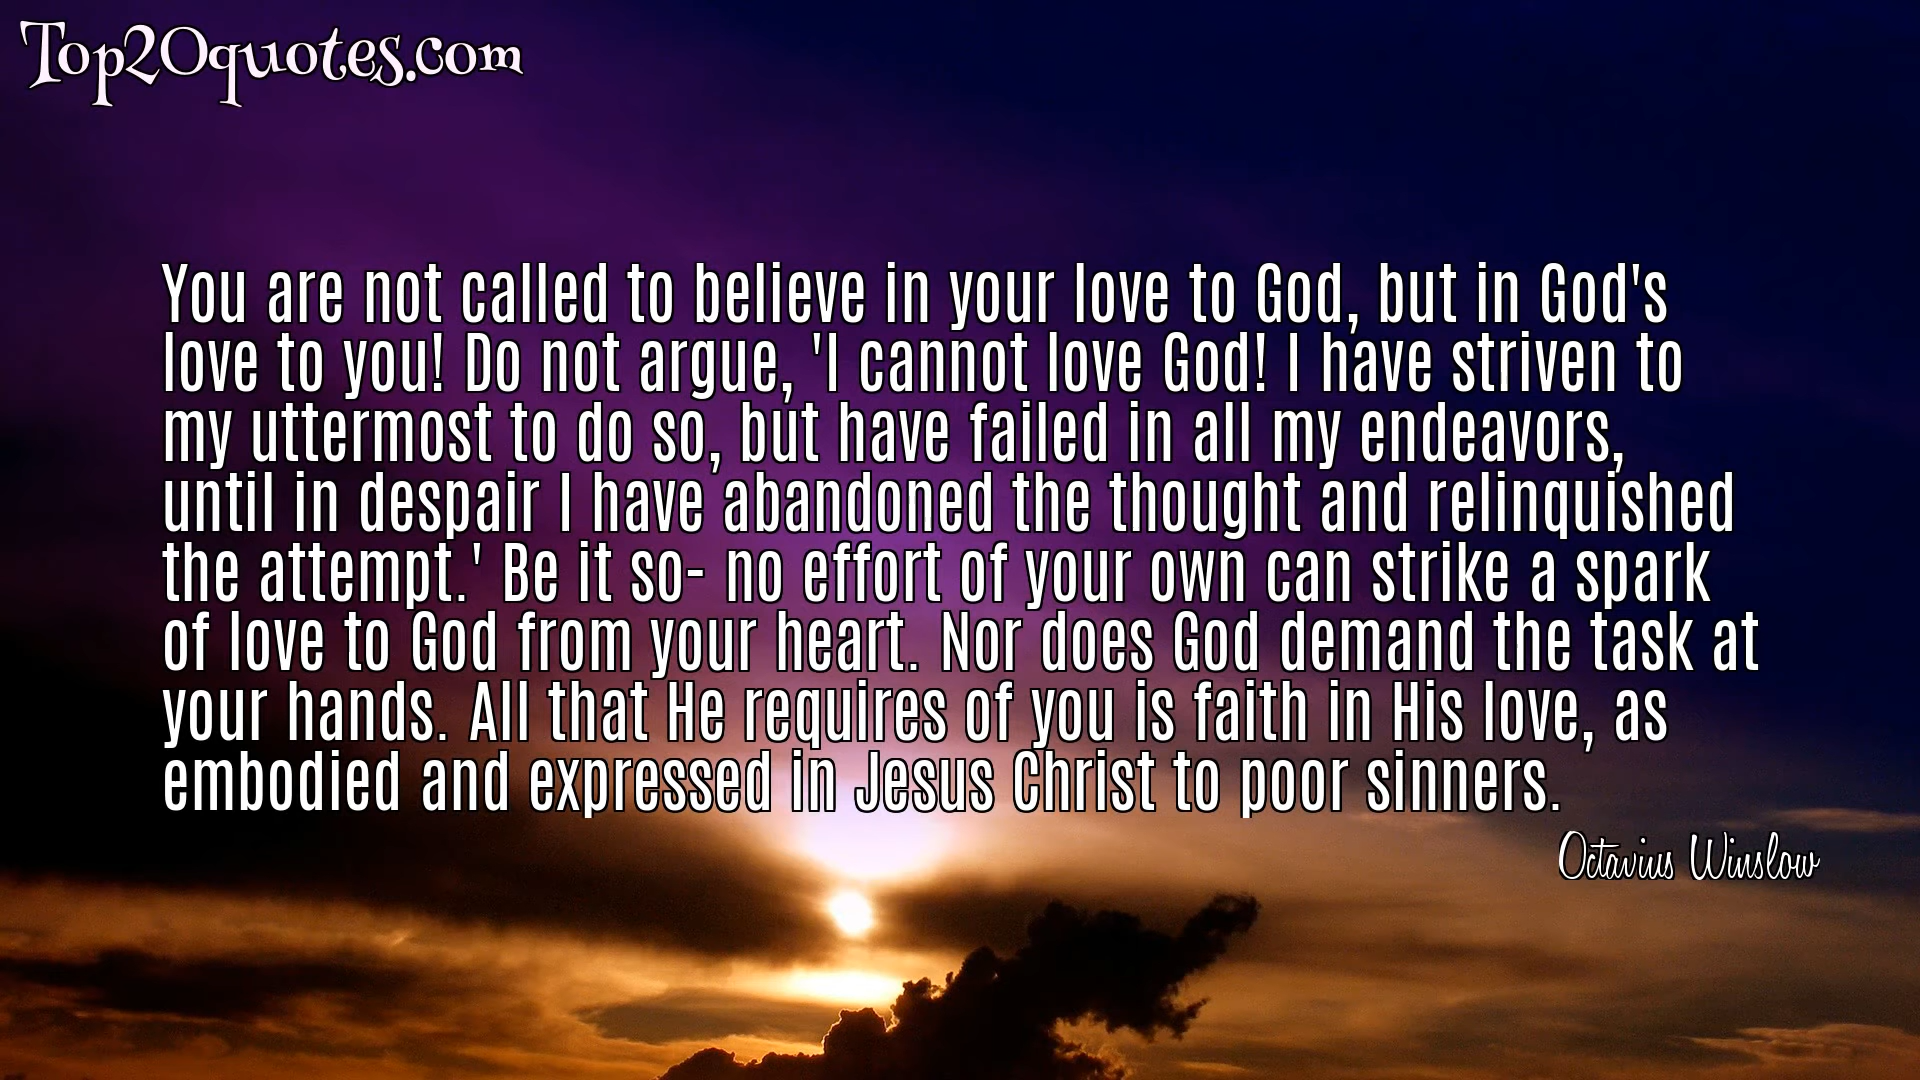 Top20quotes.com
You are not called to believe in your love to God, but in God's
love to you! Do not argue, 'I cannot love God! I have striven to
my uttermost to do so, but have failed in all my endeavors,
until in despair I have abandoned the thought and relinquished
the attempt.' Be it so- no effort of your own can strike a spark
of love to God from your heart. Nor does God demand the task at
your hands. All that He requires of you is faith in His love, as
embodied and expressed in Jesus Christ to poor sinners.
Octavius Winslow